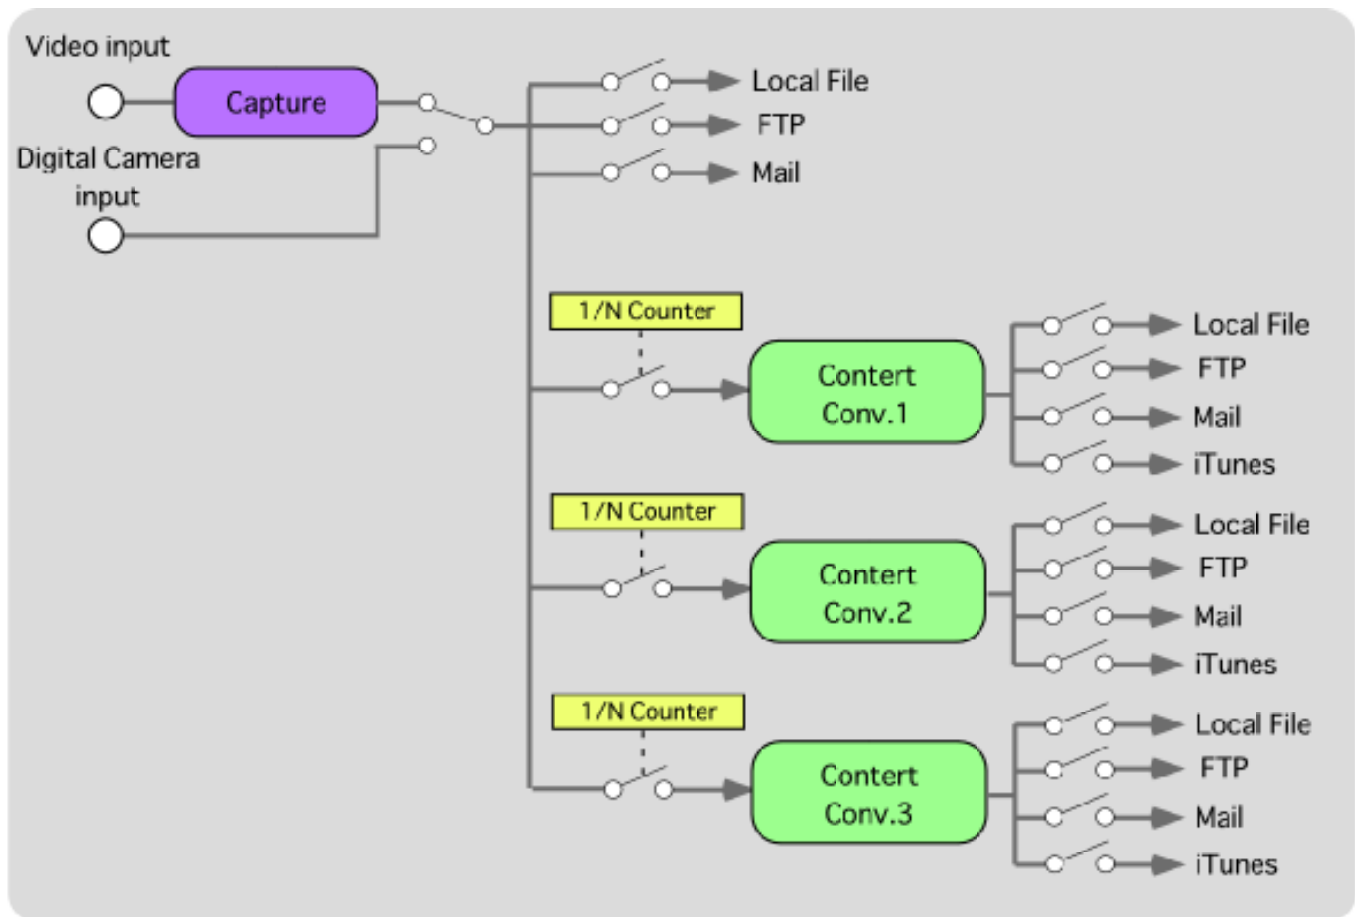 Video input
Capture
Digital Camera
input
Local File
FTP
Mail
1/N Counter
Contert
Conv.1
Local File
FTP
Mail
iTunes
1/N Counter
Contert
Conv.2
Local File
FTP
Mail
iTunes
1/N Counter
Contert
Conv.3
Local File
FTP
Mail
iTunes